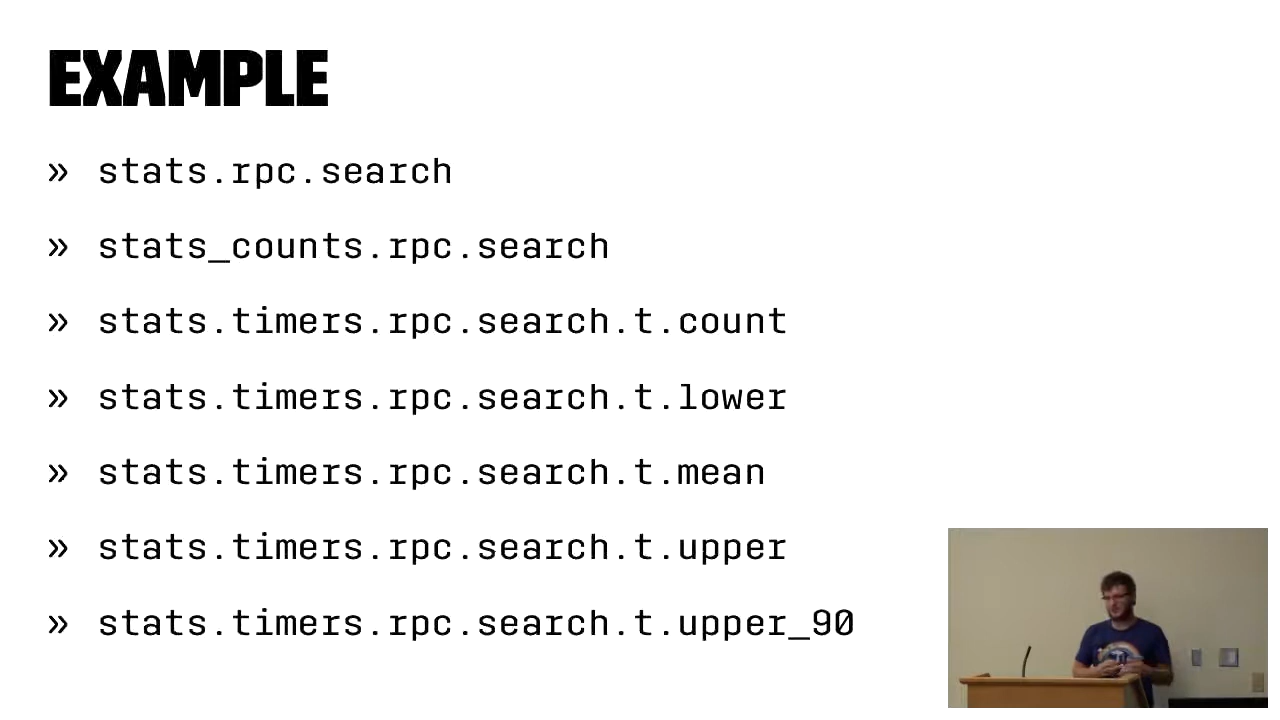 EXAMPLE
» stats.rpc.search
» stats_counts.rpc.search
» stats.timers.rpc.search.t.count
» stats.timers.rpc.search.t.lower
» stats.timers.rpc.search.t.mean
» stats.timers.rpc.search.t.upper
» stats.timers.rpc.search.t.upper_90